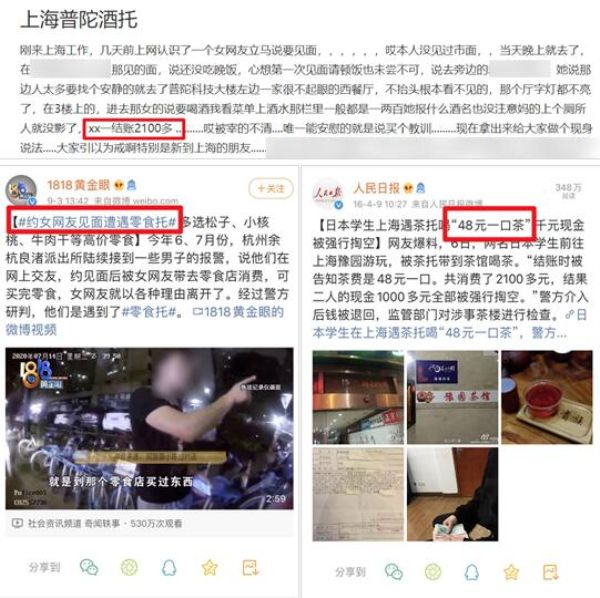 上海普陀酒托
刚来上海工作，几天前上网认识了一个女网友立马说要见面，，，，，，哎本人没见过市面，，当天晚上就去了，
在 那见的面，说还没吃晚饭，心想第一次见面请顿饭也未尝不可，说去旁边的 她说那
边人太多要找个安静的就去了普陀科技大楼左边一家很不起眼的西餐厅，不抬头根本看不见的，那个厅字灯都不亮
了，在3楼上的，进去那女的说要喝酒我看菜单上酒水那栏里一般都是一两百她报什么酒名也没注意妈的上个厕所
人就没影了，xx一结账2100多 ..........哎被宰的不清....唯一能安慰的就是说买个教训........现在拿出来给大家做个现身
说法.....大家引以为戒啊特别是新到上海的朋友.
1818黄金眼
9-3 13:42 来自微博 weibo.com
+关注
【#约女网友见面遭遇零食托# 多选松子、小核
桃、牛肉干等高价零食】今年6、7月份，杭州余
杭良渚派出所陆续接到一些男子的报警，说他们在
网上交友，约见面后被女网友带去零食店消费，可
买完零食，女网友就以各种理由离开了。经过警方
研判，他们是遇到了#零食托#。1818黄金眼的
微博视频
2020年07月14日
1818
黄金眼
就是到那个零食店买过东西
2:59
社会资讯频道 奇闻轶事 · 530万次观看
分享到
人民日报
16-4-9 10:27 来自人民日报微博
348万
【日本学生上海遇茶托喝“48元一口茶” 千元现金
被强行掏空】网友爆料，6日，两名日本学生前往
上海豫园游玩，被茶托带到茶馆喝茶。“结账时被
告知茶费是48元一口。共消费了2100多元，结果
二人的现金1000多元全部被强行掏空。”警方介入
后钱被退回，监管部门对涉事茶楼进行检查。日
本学生在上海遇茶托喝“48元一口茶”，警方...
豫园茶馆
分享到